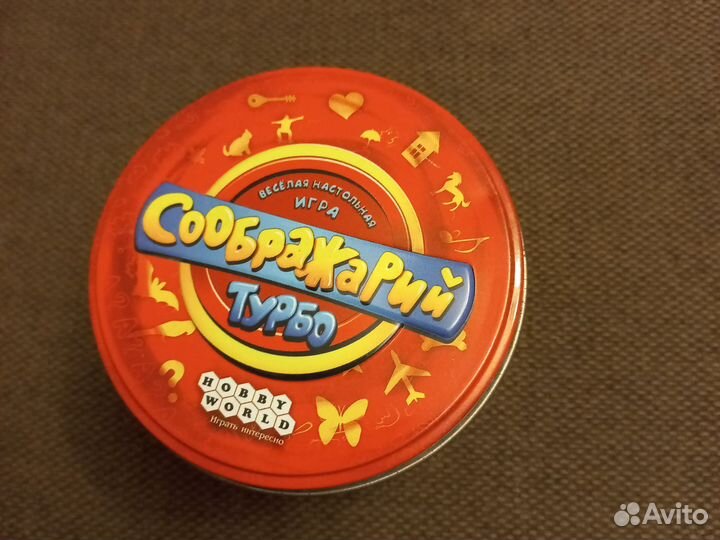 ВЕСЁЛАЯ НАСТОЛЬНАЯ
ИГРА
СООБРАЖАРИЙ
ТУРБО
HOBBY
WORLD
Играть интересно
Avito